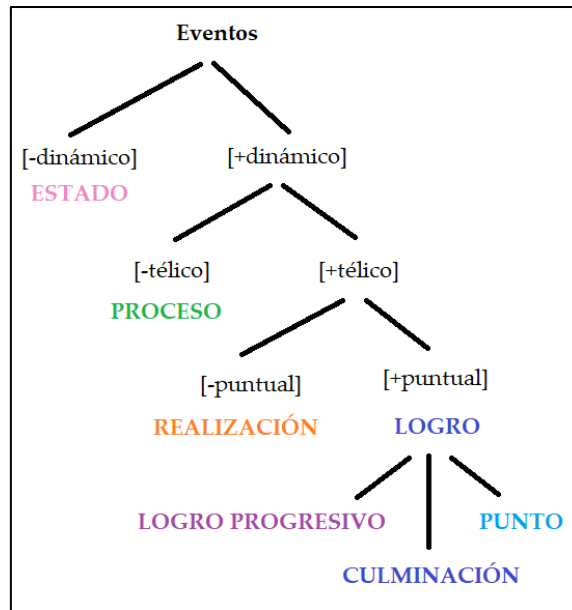 Eventos
[-dinámico] [+dinámico]
ESTADO
[-télico] [+télico]
PROCESO
[-puntual] [+puntual]
REALIZACIÓN LOGRO
LOGRO PROGRESIVO PUNTO
CULMINACIÓN